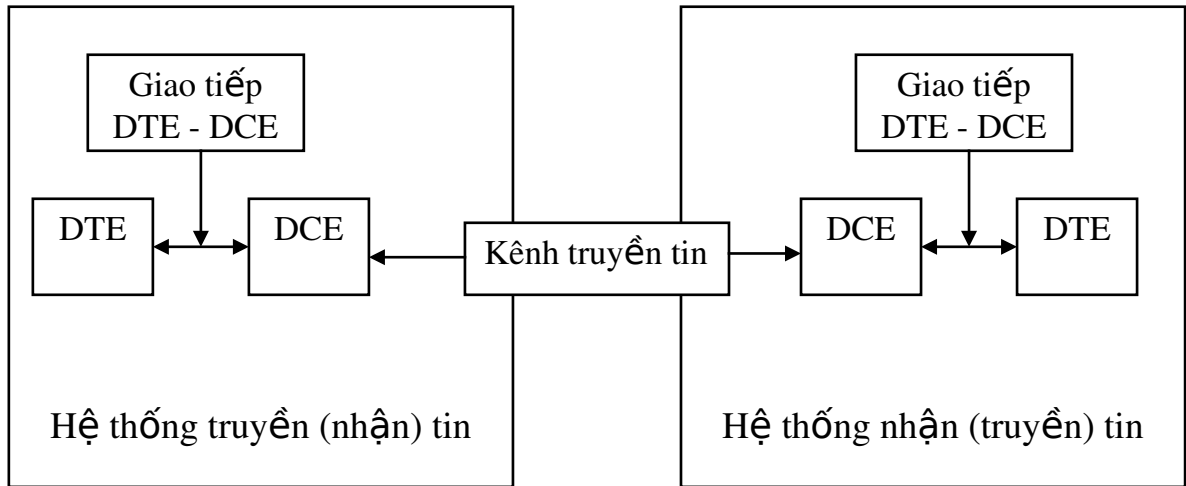 Giao tiếp
DTE - DCE
Giao tiếp
DTE - DCE
DTE
DCE
Kênh truyền tin
DCE
DTE
Hệ thống truyền (nhận) tin
Hệ thống nhận (truyền) tin